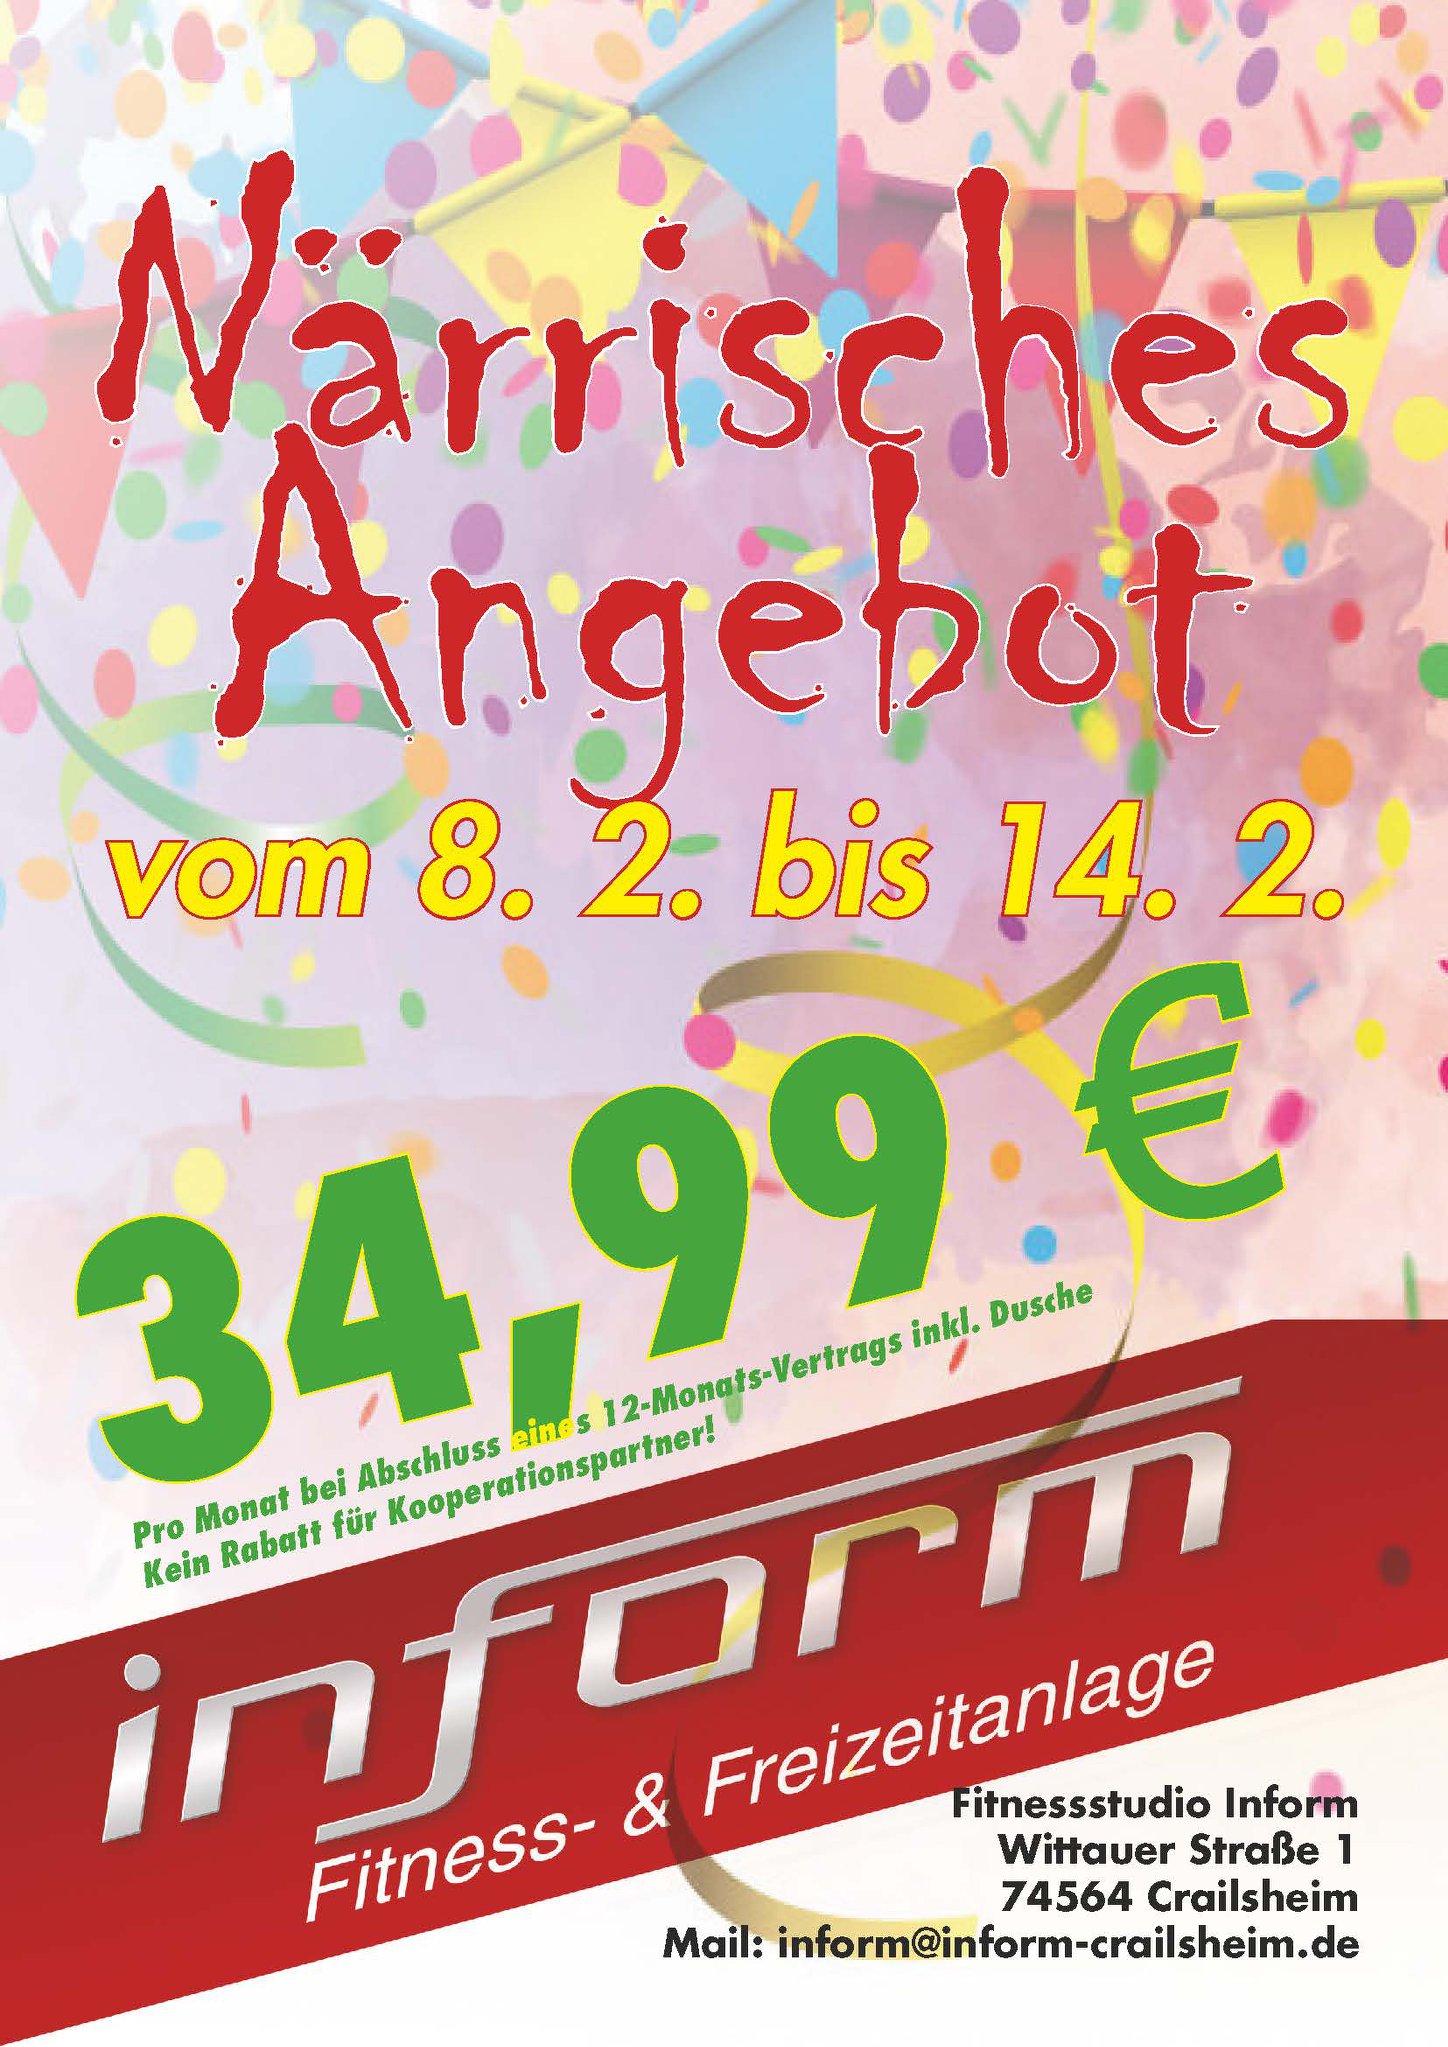 Närrisches
Angebot
vom 8. 2. bis 14. 2.
34,99 €
Pro Monat bei Abschluss eines 12-Monats-Vertrags inkl. Dusche
Kein Rabatt für Kooperationspartner!
inform
Fitness- & Freizeitanlage
Fitnessstudio Inform
Wittauer Straße 1
74564 Crailsheim
Mail: inform@inform-crailsheim.de